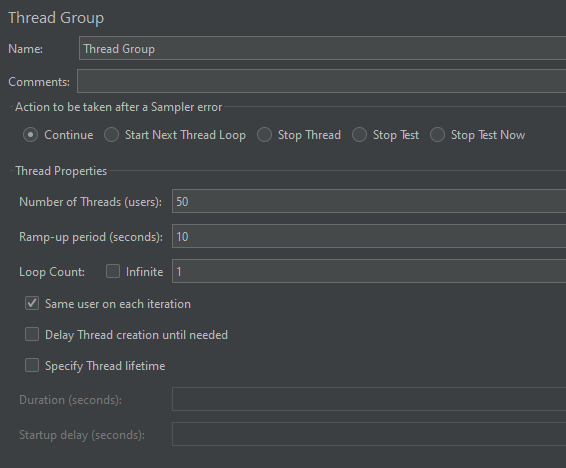 Thread Group
Name: Thread Group
Comments:
Action to be taken after a Sampler error
Continue Start Next Thread Loop Stop Thread Stop Test Stop Test Now
Thread Properties
Number of Threads (users): 50
Ramp-up period (seconds): 10
Loop Count: Infinite 1
Same user on each iteration
Delay Thread creation until needed
Specify Thread lifetime
Duration (seconds):
Startup delay (seconds):